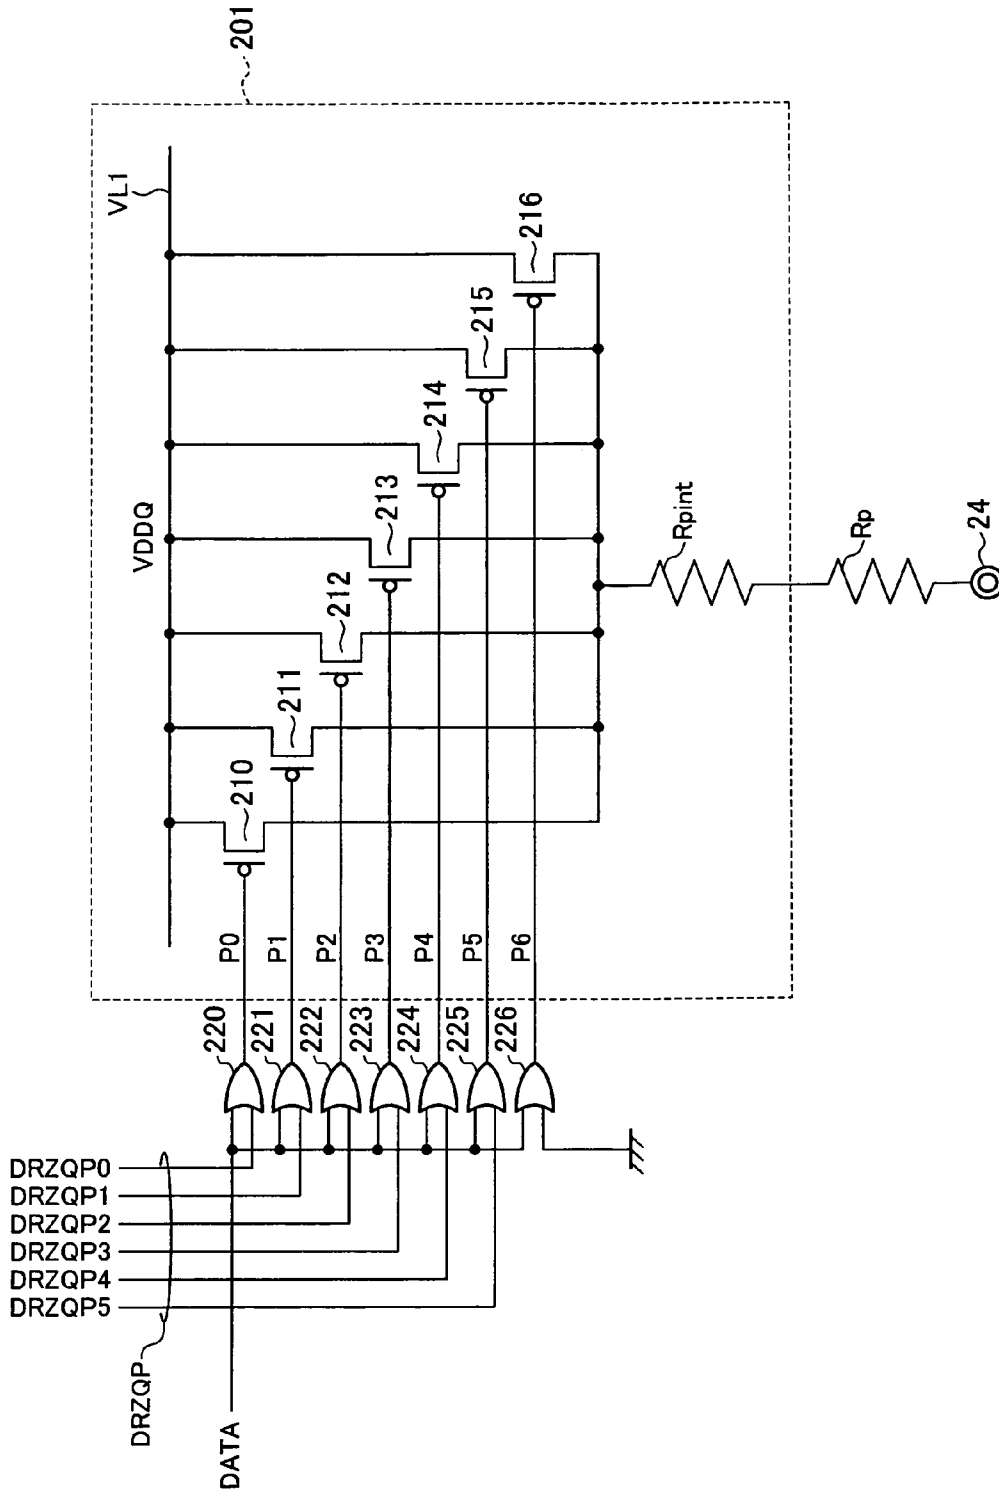 201
VL1
VDDQ
210
211
212
213
214
215
216
P0
P1
P2
P3
P4
P5
P6
220
221
222
223
224
225
226
DRZQP0
DRZQP1
DRZQP2
DRZQP3
DRZQP4
DRZQP5
DRZQP
DATA
Rpint
Rp
24